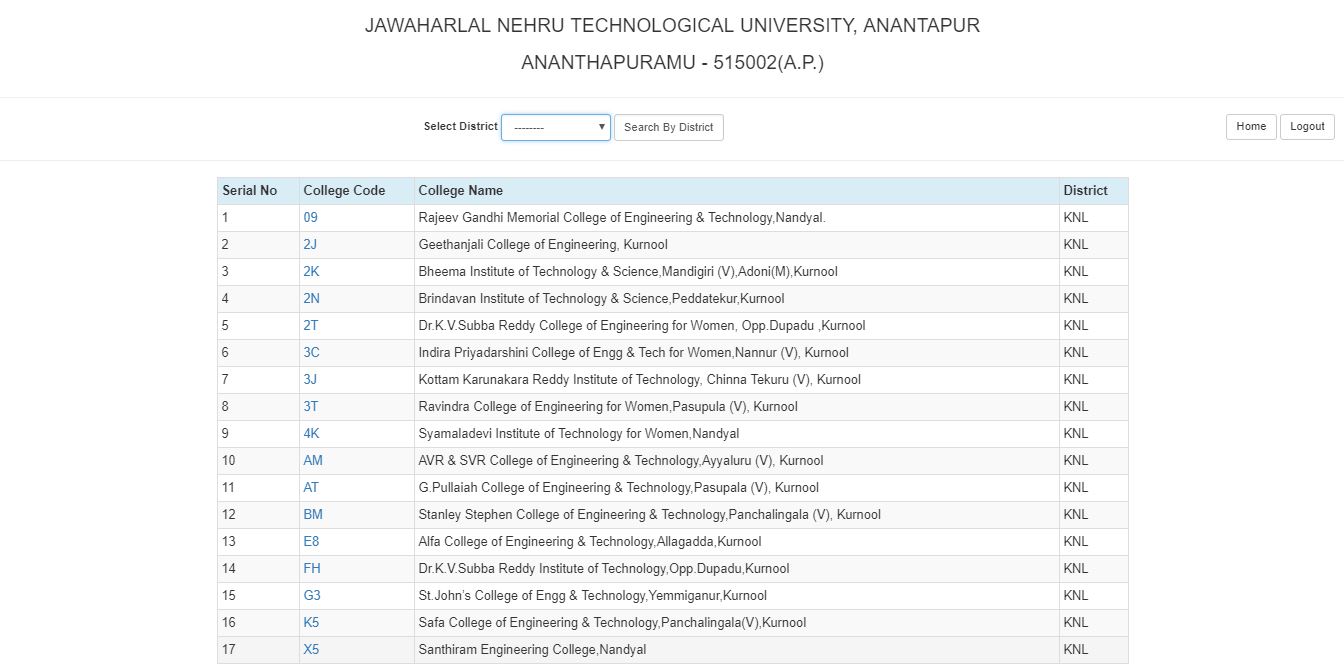 JAWAHARLAL NEHRU TECHNOLOGICAL UNIVERSITY, ANANTAPUR
ANANTHAPURAMU - 515002(A.P.)
Select District -------- Search By District Home Logout
Serial No College Code College Name District
1 09 Rajeev Gandhi Memorial College of Engineering & Technology,Nandyal. KNL
2 2J Geethanjali College of Engineering, Kurnool KNL
3 2K Bheema Institute of Technology & Science,Mandigiri (V),Adoni(M),Kurnool KNL
4 2N Brindavan Institute of Technology & Science,Peddatekur,Kurnool KNL
5 2T Dr.K.V.Subba Reddy College of Engineering for Women, Opp.Dupadu ,Kurnool KNL
6 3C Indira Priyadarshini College of Engg & Tech for Women,Nannur (V), Kurnool KNL
7 3J Kottam Karunakara Reddy Institute of Technology, Chinna Tekuru (V), Kurnool KNL
8 3T Ravindra College of Engineering for Women,Pasupula (V), Kurnool KNL
9 4K Syamaladevi Institute of Technology for Women,Nandyal KNL
10 AM AVR & SVR College of Engineering & Technology,Ayyaluru (V), Kurnool KNL
11 AT G.Pullaiah College of Engineering & Technology,Pasupala (V), Kurnool KNL
12 BM Stanley Stephen College of Engineering & Technology,Panchalingala (V), Kurnool KNL
13 E8 Alfa College of Engineering & Technology,Allagadda,Kurnool KNL
14 FH Dr.K.V.Subba Reddy Institute of Technology,Opp.Dupadu,Kurnool KNL
15 G3 St.John's College of Engg & Technology,Yemmiganur,Kurnool KNL
16 K5 Safa College of Engineering & Technology,Panchalingala(V),Kurnool KNL
17 X5 Santhiram Engineering College,Nandyal KNL